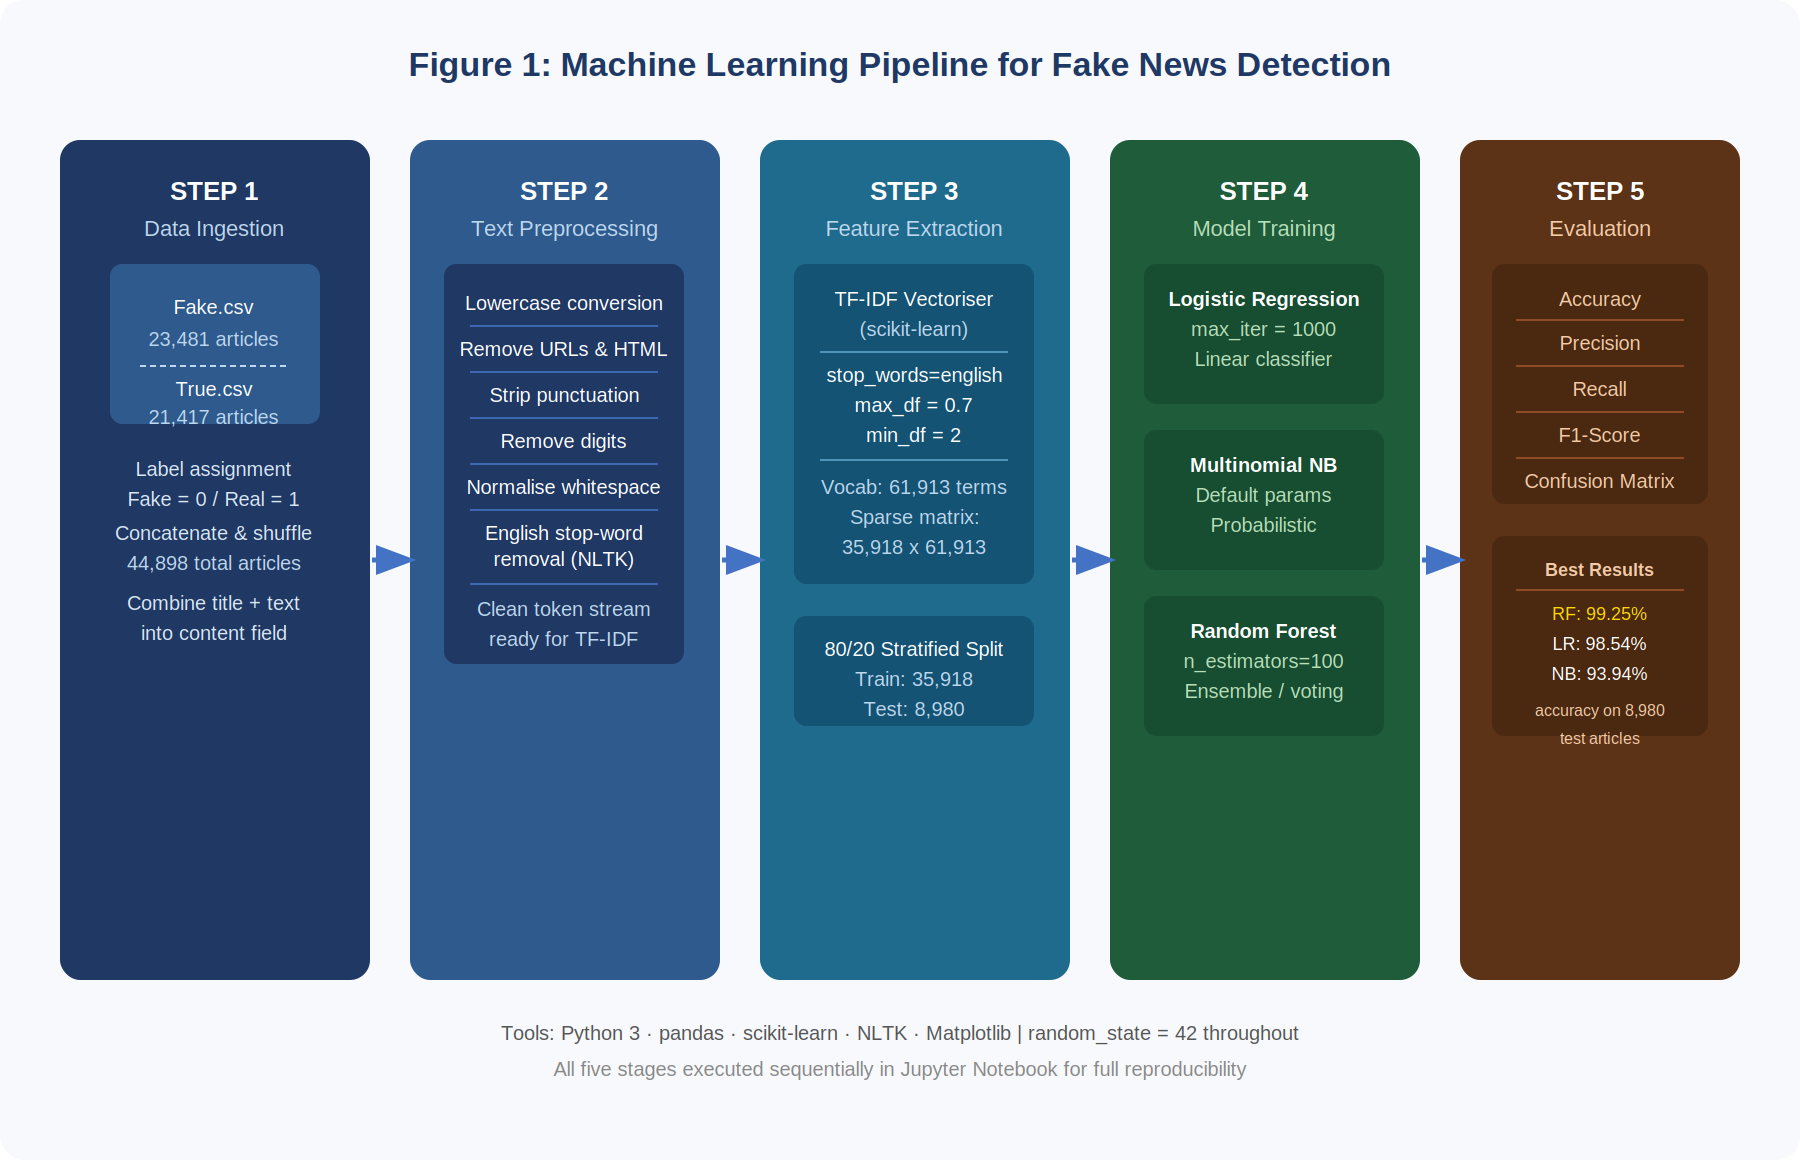 Figure 1: Machine Learning Pipeline for Fake News Detection
STEP 1
Data Ingestion
Fake.csv
23,481 articles
True.csv
21,417 articles
Label assignment
Fake = 0 / Real = 1
Concatenate & shuffle
44,898 total articles
Combine title + text
into content field
STEP 2
Text Preprocessing
Lowercase conversion
Remove URLs & HTML
Strip punctuation
Remove digits
Normalise whitespace
English stop-word
removal (NLTK)
Clean token stream
ready for TF-IDF
STEP 3
Feature Extraction
TF-IDF Vectoriser
(scikit-learn)
stop_words=english
max_df = 0.7
min_df = 2
Vocab: 61,913 terms
Sparse matrix:
35,918 x 61,913
80/20 Stratified Split
Train: 35,918
Test: 8,980
STEP 4
Model Training
Logistic Regression
max_iter = 1000
Linear classifier
Multinomial NB
Default params
Probabilistic
Random Forest
n_estimators=100
Ensemble / voting
STEP 5
Evaluation
Accuracy
Precision
Recall
F1-Score
Confusion Matrix
Best Results
RF: 99.25%
LR: 98.54%
NB: 93.94%
accuracy on 8,980
test articles
Tools: Python 3 · pandas · scikit-learn · NLTK · Matplotlib | random_state = 42 throughout
All five stages executed sequentially in Jupyter Notebook for full reproducibility